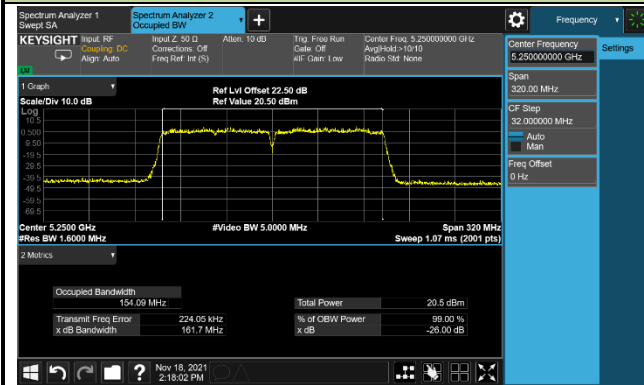 Spectrum Analyzer 1
Swept SA
Spectrum Analyzer 2
Occupied BW
Frequency
KEYSIGHT
Input: RF
Coupling: DC
Align: Auto
Input Z: 50 Ω
Corrections: Off
Freq Ref: Int (S)
Atten: 10 dB
Trig: Free Run
Gate: Off
#IF Gain: Low
Center Freq: 5.250000000 GHz
Avg|Hold:>10/10
Radio Std: None
Center Frequency
5.250000000 GHz
Settings
Span
320.00 MHz
CF Step
32.000000 MHz
Auto
Man
Freq Offset
0 Hz
1 Graph
Scale/Div 10.0 dB
Ref Lvl Offset 22.50 dB
Ref Value 20.50 dBm
Log
10.5
0.500
-9.50
-19.5
-29.5
-39.5
-49.5
-59.5
-69.5
Center 5.2500 GHz
#Res BW 1.6000 MHz
#Video BW 5.0000 MHz
Span 320 MHz
Sweep 1.07 ms (2001 pts)
2 Metrics
Occupied Bandwidth
154.09 MHz
Total Power 20.5 dBm
Transmit Freq Error 224.05 kHz
% of OBW Power 99.00 %
x dB Bandwidth 161.7 MHz
x dB -26.00 dB
Nov 18, 2021
2:18:02 PM